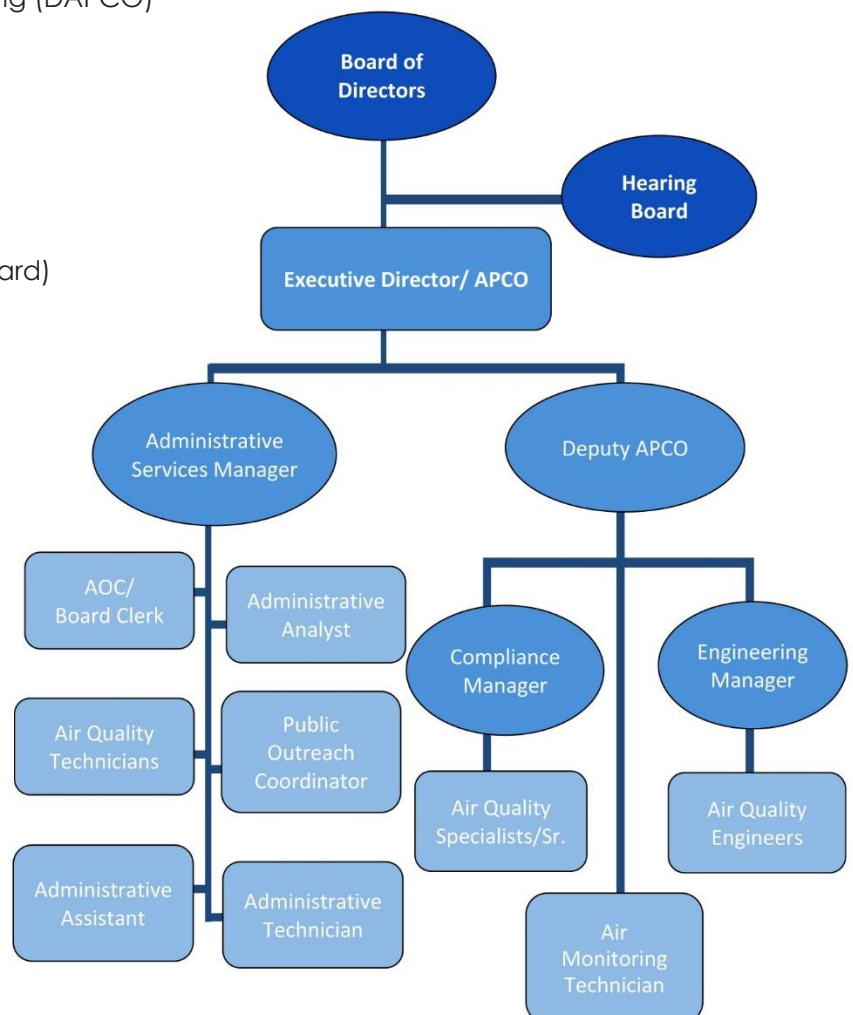 ng (DAPCO)
Board of
Directors
Hearing
Board
ard)
Executive Director/ APCO
Administrative
Services Manager
Deputy APCO
AOC/
Board Clerk
Administrative
Analyst
Compliance
Manager
Engineering
Manager
Air Quality
Technicians
Public
Outreach
Coordinator
Air Quality
Specialists/Sr.
Air Quality
Engineers
Administrative
Assistant
Administrative
Technician
Air
Monitoring
Technician